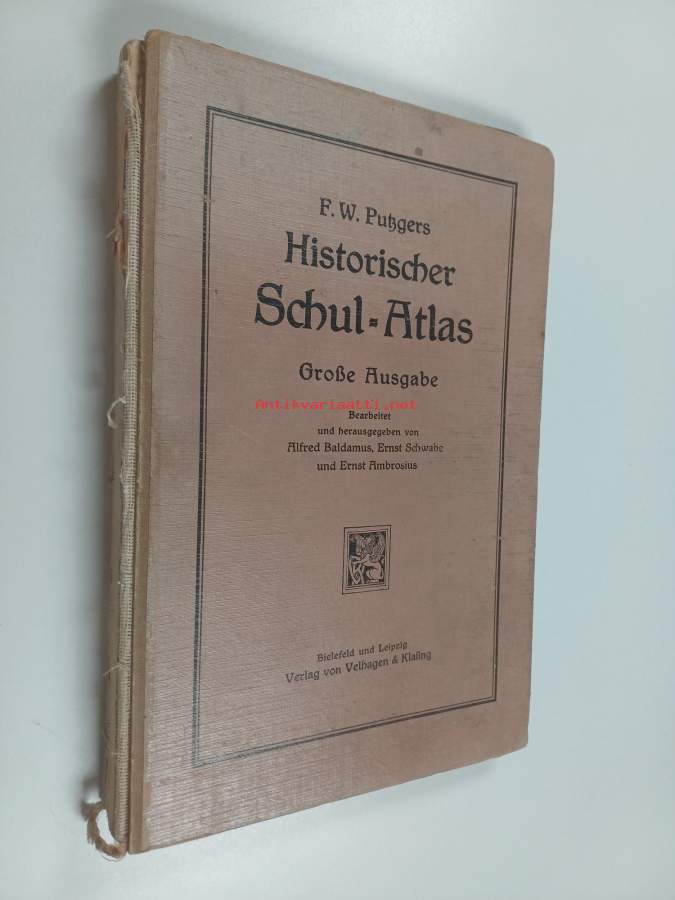 F. W. Putzgers
Historischer
Schul-Atlas
Große Ausgabe
Antikvariaatti.net
Bearbeitet
und herausgegeben von
Alfred Baldamus, Ernst Schwabe
und Ernst Ambrosius
Bielefeld und Leipzig
Verlag von Velhagen & Klasing